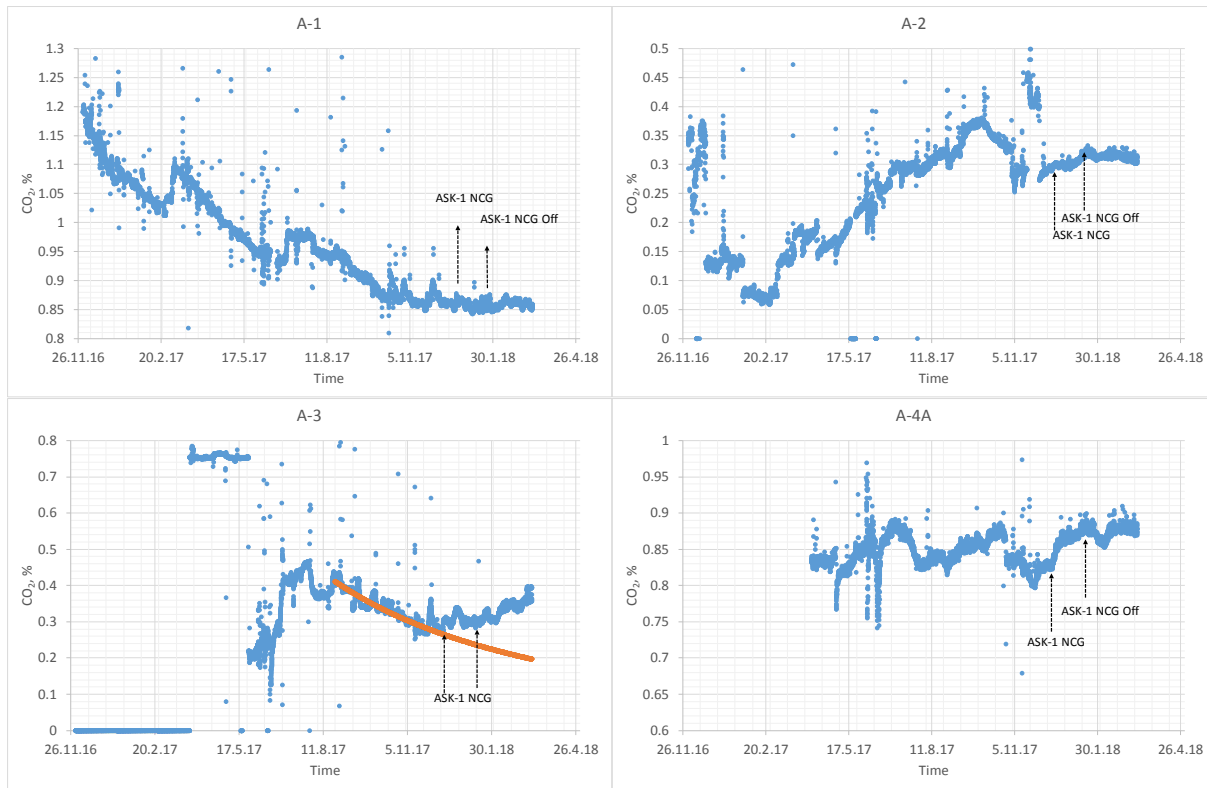 A-1
1.3
1.25
1.2
1.15
1.1
1.05
1
0.95
0.9
0.85
0.8
CO2, %
ASK-1 NCG
ASK-1 NCG Off
26.11.16 20.2.17 17.5.17 11.8.17 5.11.17 30.1.18 26.4.18
Time
A-2
0.5
0.45
0.4
0.35
0.3
0.25
0.2
0.15
0.1
0.05
0
CO2, %
ASK-1 NCG Off
ASK-1 NCG
26.11.16 20.2.17 17.5.17 11.8.17 5.11.17 30.1.18 26.4.18
Time
A-3
0.8
0.7
0.6
0.5
0.4
0.3
0.2
0.1
0
CO2, %
ASK-1 NCG
26.11.16 20.2.17 17.5.17 11.8.17 5.11.17 30.1.18 26.4.18
Time
A-4A
1
0.95
0.9
0.85
0.8
0.75
0.7
0.65
0.6
CO2, %
ASK-1 NCG Off
ASK-1 NCG
26.11.16 20.2.17 17.5.17 11.8.17 5.11.17 30.1.18 26.4.18
Time